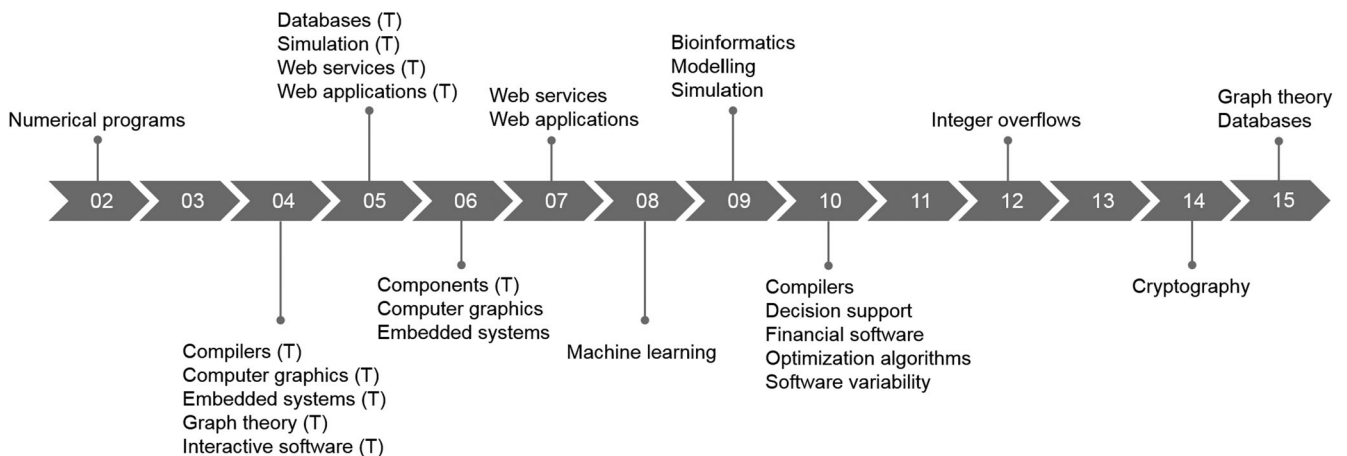 Databases (T)
Simulation (T)
Web services (T)
Web applications (T)
Bioinformatics
Modelling
Simulation
Web services
Web applications
Numerical programs
Integer overflows
Graph theory
Databases
02 03 04 05 06 07 08 09 10 11 12 13 14 15
Components (T)
Computer graphics
Embedded systems
Compilers
Decision support
Financial software
Optimization algorithms
Software variability
Cryptography
Compilers (T)
Computer graphics (T)
Embedded systems (T)
Graph theory (T)
Interactive software (T)
Machine learning